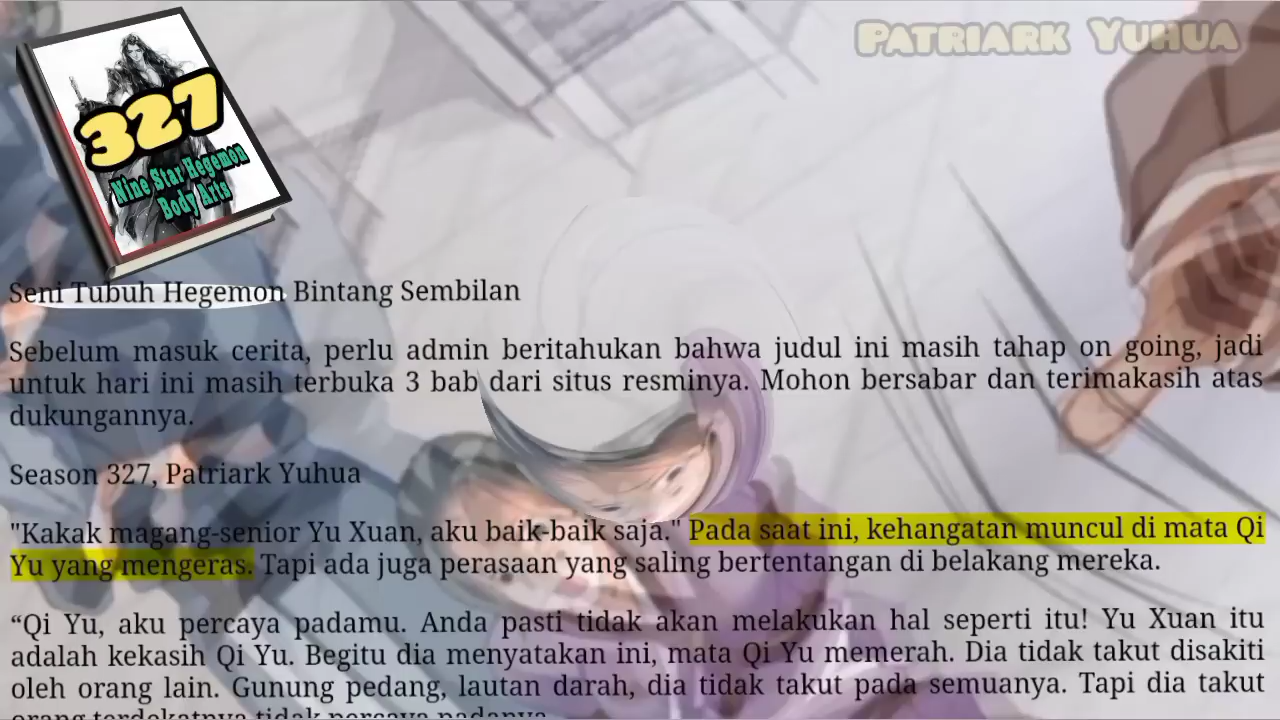 Patriark Yuhua
327
Nine Star Hegemon
Body Arts
Seni Tubuh Hegemon Bintang Sembilan
Sebelum masuk cerita, perlu admin beritahukan bahwa judul ini masih tahap on going, jadi
untuk hari ini masih terbuka 3 bab dari situs resminya. Mohon bersabar dan terimakasih atas
dukungannya.
Season 327, Patriark Yuhua
"Kakak magang-senior Yu Xuan, aku baik-baik saja." Pada saat ini, kehangatan muncul di mata Qi
Yu yang mengeras. Tapi ada juga perasaan yang saling bertentangan di belakang mereka.
“Qi Yu, aku percaya padamu. Anda pasti tidak akan melakukan hal seperti itu! Yu Xuan itu
adalah kekasih Qi Yu. Begitu dia menyatakan ini, mata Qi Yu memerah. Dia tidak takut disakiti
oleh orang lain. Gunung pedang, lautan darah, dia tidak takut pada semuanya. Tapi dia takut
orang terdekatnya tidak percaya padanya.